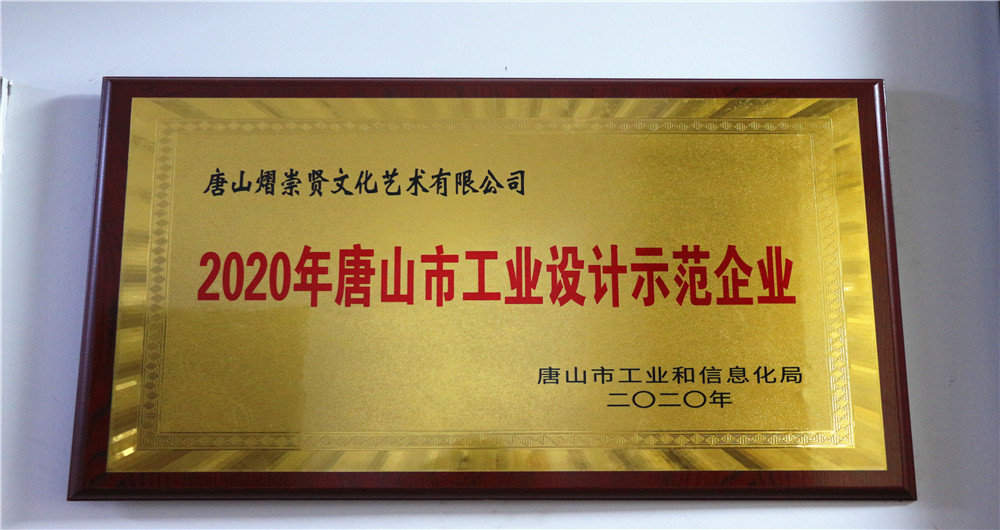 唐山熠崇贤文化艺术有限公司
2020年唐山市工业设计示范企业
唐山市工业和信息化局
二〇二〇年